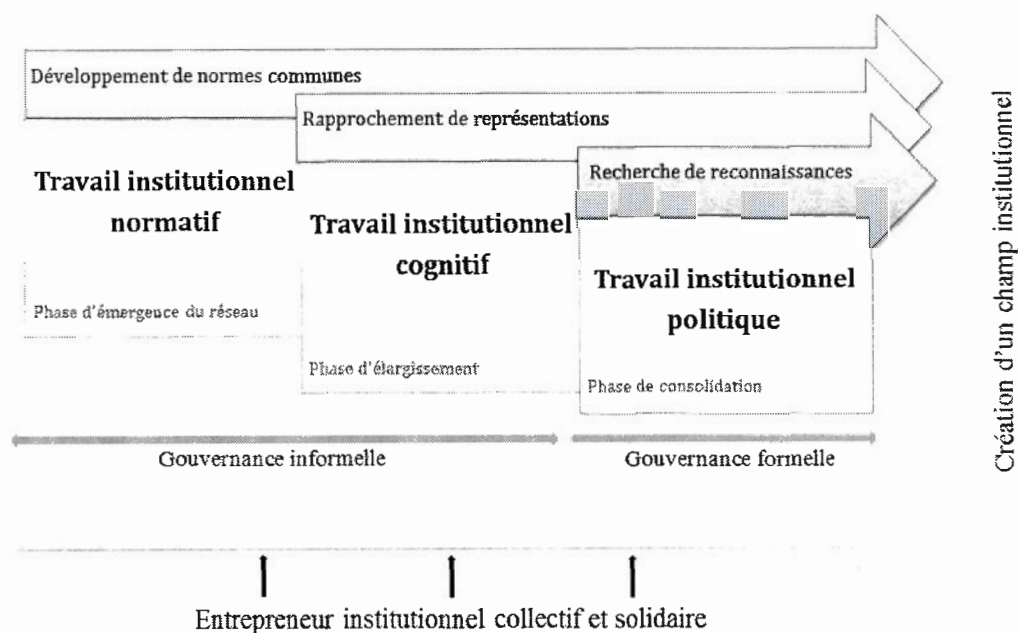 Développement de normes communes
Rapprochement de représentations
Recherche de reconnaissances
Travail institutionnel
normatif
Travail institutionnel
cognitif
Travail institutionnel
politique
Phase d'émergence du réseau
Phase d'élargissement
Phase de consolidation
Gouvernance informelle
Gouvernance formelle
Entrepreneur institutionnel collectif et solidaire
Création d'un champ institutionnel